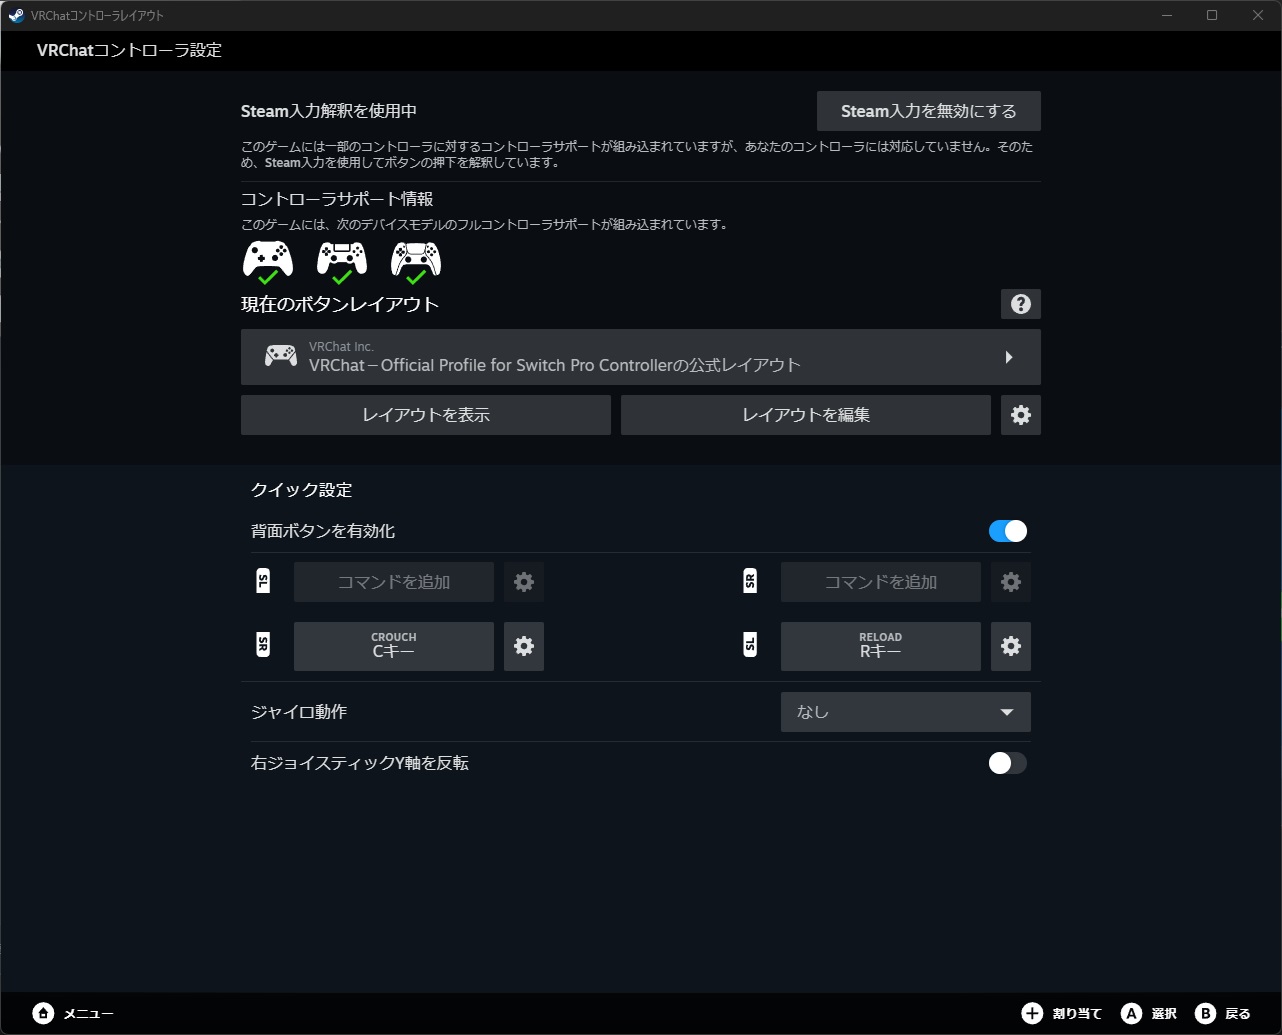 VRChatコントローラレイアウト
VRChatコントローラ設定
Steam入力解釈を使用中
Steam入力を無効にする
このゲームには一部のコントローラに対するコントローラサポートが組み込まれていますが、あなたのコントローラには対応していません。そのた
め、Steam入力を使用してボタンの押下を解釈しています。
コントローラサポート情報
このゲームには、次のデバイスモデルのフルコントローラサポートが組み込まれています。
現在のボタンレイアウト
?
VRChat Inc.
VRChat – Official Profile for Switch Pro Controllerの公式レイアウト
レイアウトを表示
レイアウトを編集
クイック設定
背面ボタンを有効化
SL
コマンドを追加
SR
コマンドを追加
SR
CROUCH
Cキー
SL
RELOAD
Rキー
ジャイロ動作
なし
右ジョイスティックY軸を反転
メニュー
割り当て
A
選択
B
戻る